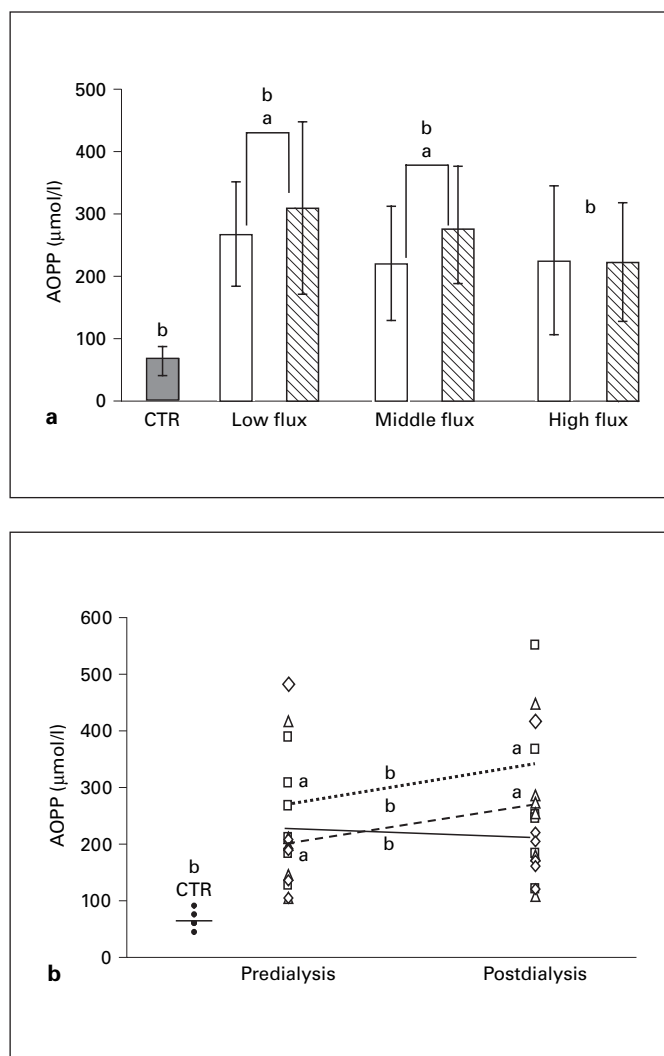 500
400
300
200
100
0
AOPP (μmol/l)
b
b
a
b
a
b
a
CTR
Low flux
Middle flux
High flux
600
500
400
300
200
100
0
AOPP (μmol/l)
b
CTR
a
a
b
b
b
a
a
b
Predialysis
Postdialysis